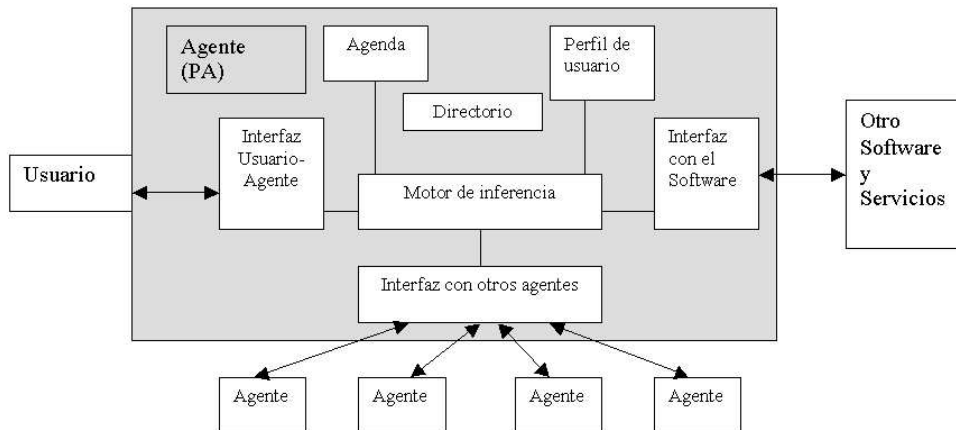 Agente
(PA)
Agenda
Perfil de
usuario
Directorio
Interfaz
Usuario-
Agente
Interfaz
con el
Software
Otro
Software
y
Servicios
Usuario
Motor de inferencia
Interfaz con otros agentes
Agente
Agente
Agente
Agente